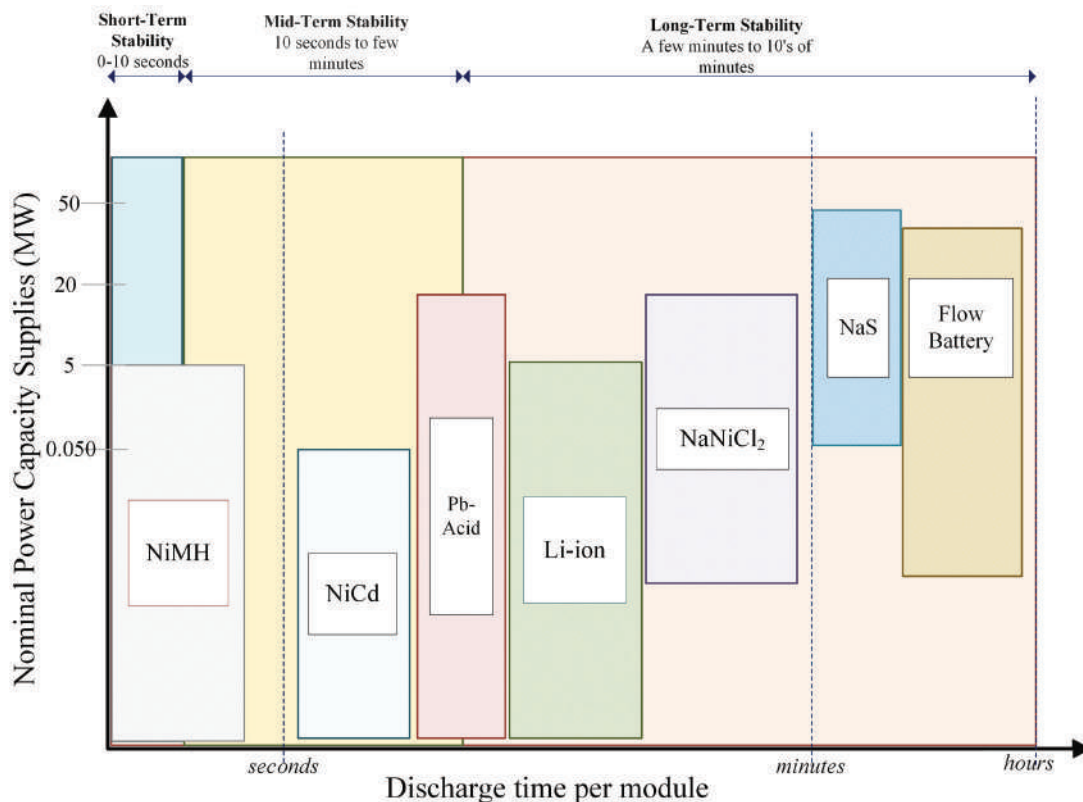 Short-Term
Stability
0-10 seconds
Mid-Term Stability
10 seconds to few
minutes
Long-Term Stability
A few minutes to 10's of
minutes
Nominal Power Capacity Supplies (MW)
50
20
5
0.050
NiMH
NiCd
Pb-
Acid
Li-ion
NaNiCl₂
NaS
Flow
Battery
seconds
minutes
hours
Discharge time per module